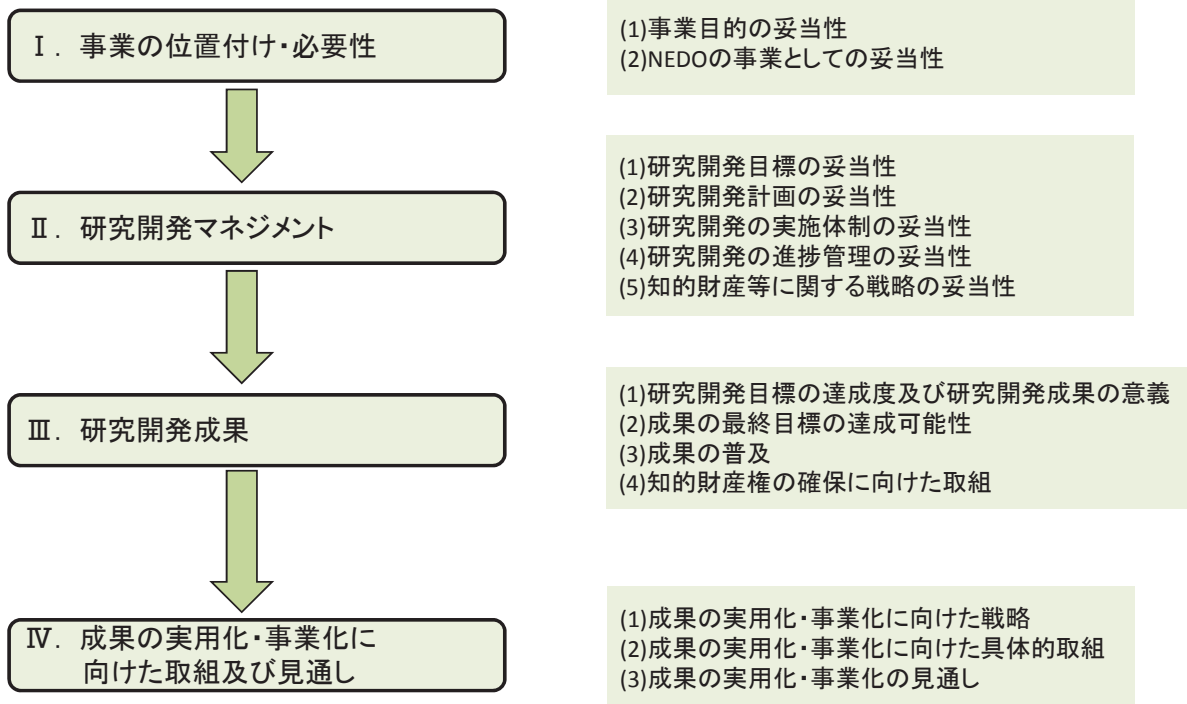 Ⅰ. 事業の位置付け・必要性
(1)事業目的の妥当性
(2)NEDOの事業としての妥当性
Ⅱ. 研究開発マネジメント
(1)研究開発目標の妥当性
(2)研究開発計画の妥当性
(3)研究開発の実施体制の妥当性
(4)研究開発の進捗管理の妥当性
(5)知的財産等に関する戦略の妥当性
Ⅲ. 研究開発成果
(1)研究開発目標の達成度及び研究開発成果の意義
(2)成果の最終目標の達成可能性
(3)成果の普及
(4)知的財産権の確保に向けた取組
Ⅳ. 成果の実用化・事業化に
向けた取組及び見通し
(1)成果の実用化・事業化に向けた戦略
(2)成果の実用化・事業化に向けた具体的取組
(3)成果の実用化・事業化の見通し